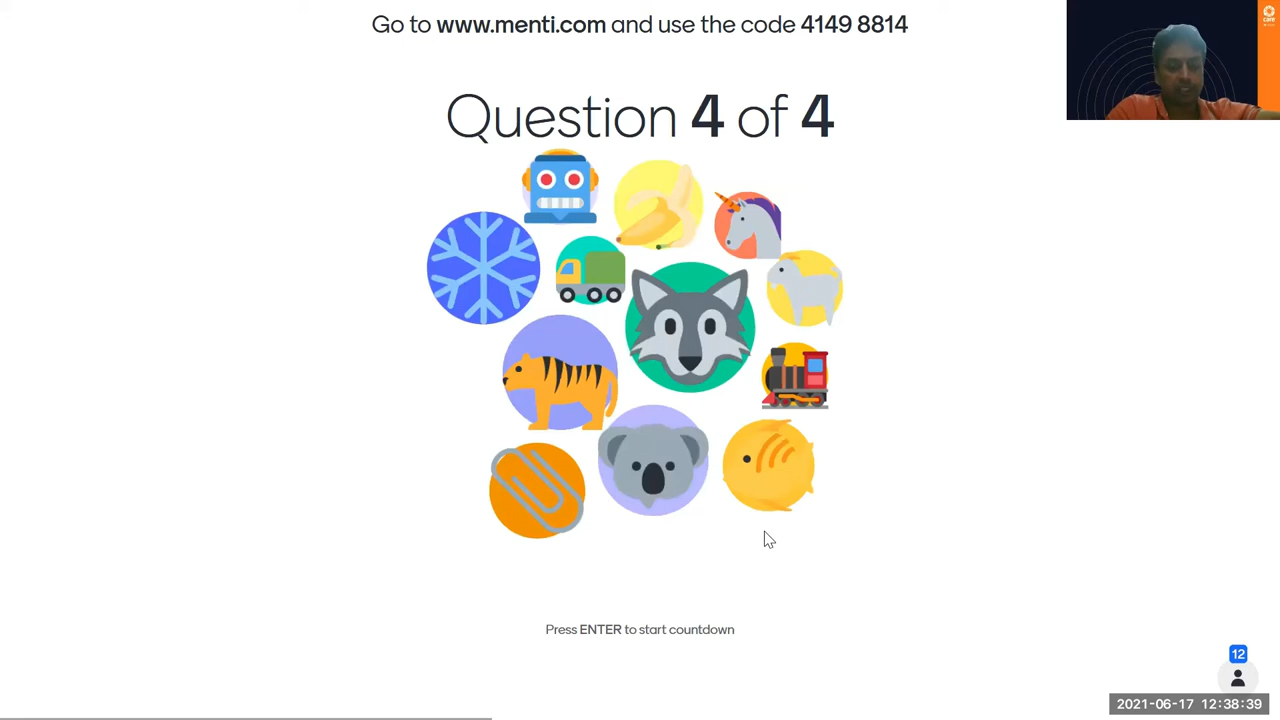 Go to www.menti.com and use the code 4149 8814
Question 4 of 4
Press ENTER to start countdown
12
2021-06-17 12:38:39
care